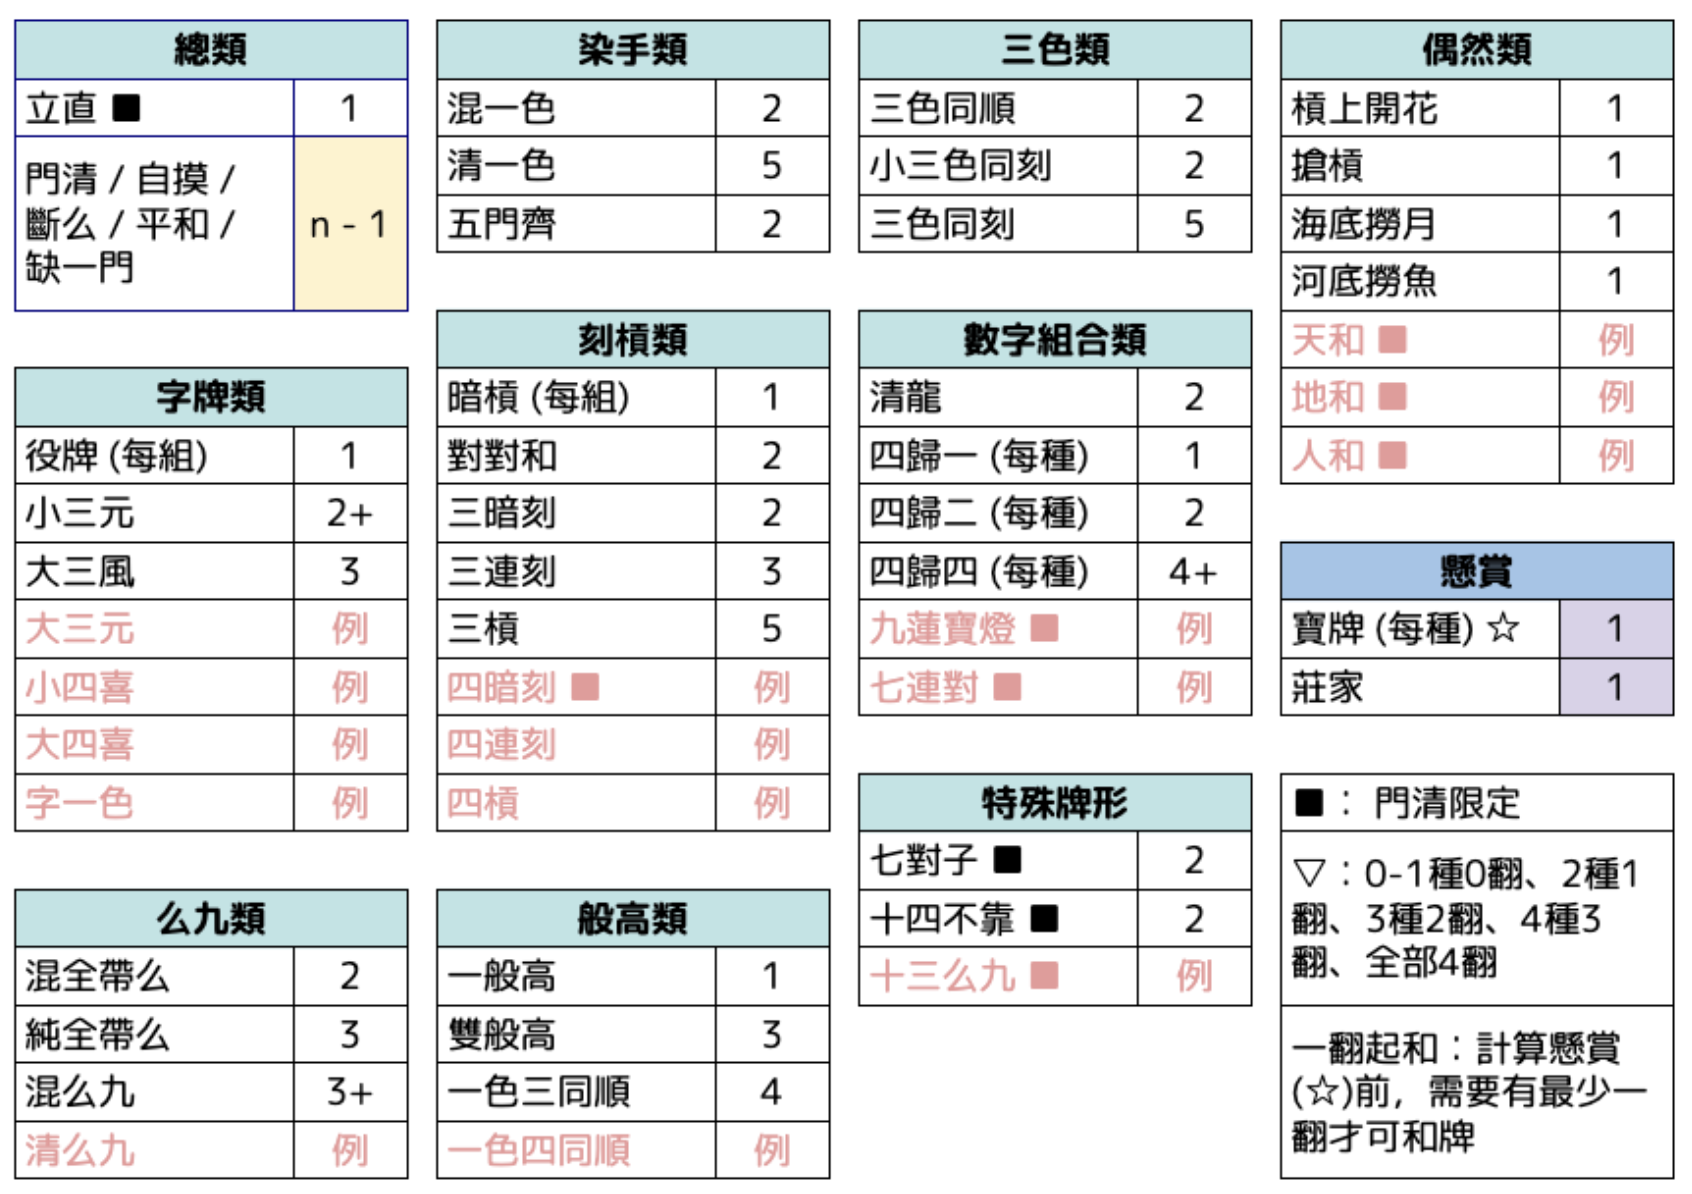 總類
立直 ■ 1
門清 / 自摸 /
斷么 / 平和 /
缺一門
n - 1
字牌類
役牌 (每組) 1
小三元 2+
大三風 3
大三元 例
小四喜 例
大四喜 例
字一色 例
么九類
混全帶么 2
純全帶么 3
混么九 3+
清么九 例
染手類
混一色 2
清一色 5
五門齊 2
刻槓類
暗槓 (每組) 1
對對和 2
三暗刻 2
三連刻 3
三槓 5
四暗刻 ■ 例
四連刻 例
四槓 例
般高類
一般高 1
雙般高 3
一色三同順 4
一色四同順 例
三色類
三色同順 2
小三色同刻 2
三色同刻 5
數字組合類
清龍 2
四歸一 (每種) 1
四歸二 (每種) 2
四歸四 (每種) 4+
九蓮寶燈 ■ 例
七連對 ■ 例
特殊牌形
七對子 ■ 2
十四不靠 ■ 2
十三么九 ■ 例
偶然類
槓上開花 1
搶槓 1
海底撈月 1
河底撈魚 1
天和 ■ 例
地和 ■ 例
人和 ■ 例
懸賞
寶牌 (每種) ☆ 1
莊家 1
■： 門清限定
▽：0-1種0翻、2種1
翻、3種2翻、4種3
翻、全部4翻
一翻起和：計算懸賞
(☆)前，需要有最少一
翻才可和牌